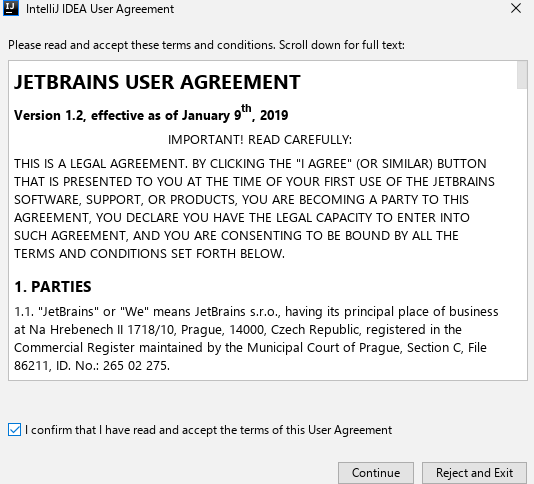 IJ IntelliJ IDEA User Agreement
Please read and accept these terms and conditions. Scroll down for full text:
JETBRAINS USER AGREEMENT
Version 1.2, effective as of January 9th, 2019
IMPORTANT! READ CAREFULLY:
THIS IS A LEGAL AGREEMENT. BY CLICKING THE "I AGREE" (OR SIMILAR) BUTTON
THAT IS PRESENTED TO YOU AT THE TIME OF YOUR FIRST USE OF THE JETBRAINS
SOFTWARE, SUPPORT, OR PRODUCTS, YOU ARE BECOMING A PARTY TO THIS
AGREEMENT, YOU DECLARE YOU HAVE THE LEGAL CAPACITY TO ENTER INTO
SUCH AGREEMENT, AND YOU ARE CONSENTING TO BE BOUND BY ALL THE
TERMS AND CONDITIONS SET FORTH BELOW.
1. PARTIES
1.1. "JetBrains" or "We" means JetBrains s.r.o., having its principal place of business
at Na Hrebenech II 1718/10, Prague, 14000, Czech Republic, registered in the
Commercial Register maintained by the Municipal Court of Prague, Section C, File
86211, ID. No.: 265 02 275.
I confirm that I have read and accept the terms of this User Agreement
Continue
Reject and Exit